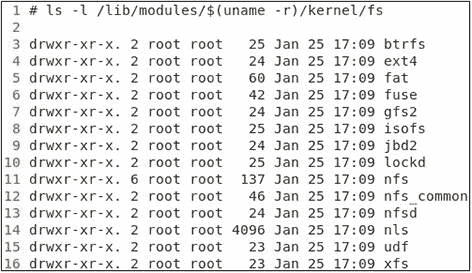 1 # ls -l /lib/modules/$(uname -r)/kernel/fs
2
3 drwxr-xr-x. 2 root root   25 Jan 25 17:09 btrfs
4 drwxr-xr-x. 2 root root   24 Jan 25 17:09 ext4
5 drwxr-xr-x. 2 root root   60 Jan 25 17:09 fat
6 drwxr-xr-x. 2 root root   42 Jan 25 17:09 fuse
7 drwxr-xr-x. 2 root root   24 Jan 25 17:09 gfs2
8 drwxr-xr-x. 2 root root   25 Jan 25 17:09 isofs
9 drwxr-xr-x. 2 root root   24 Jan 25 17:09 jbd2
10 drwxr-xr-x. 2 root root   25 Jan 25 17:09 lockd
11 drwxr-xr-x. 6 root root  137 Jan 25 17:09 nfs
12 drwxr-xr-x. 2 root root   46 Jan 25 17:09 nfs_common
13 drwxr-xr-x. 2 root root   24 Jan 25 17:09 nfsd
14 drwxr-xr-x. 2 root root 4096 Jan 25 17:09 nls
15 drwxr-xr-x. 2 root root   23 Jan 25 17:09 udf
16 drwxr-xr-x. 2 root root   23 Jan 25 17:09 xfs